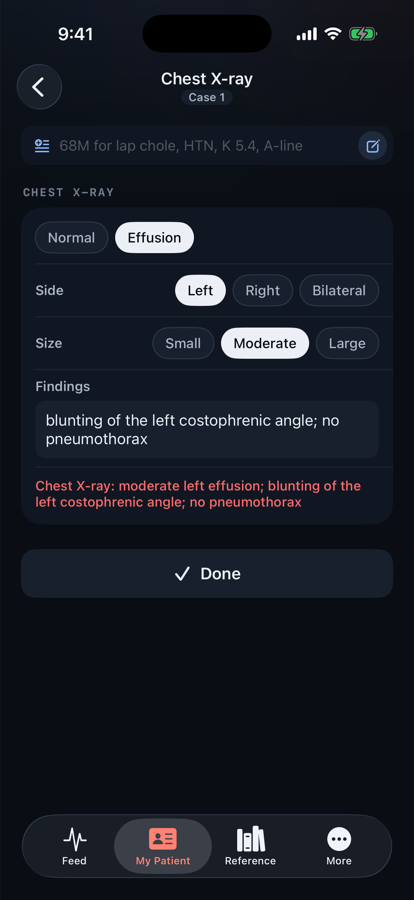 9:41
Chest X-ray
Case 1
68M for lap chole, HTN, K 5.4, A-line
CHEST X-RAY
Normal
Effusion
Side
Left
Right
Bilateral
Size
Small
Moderate
Large
Findings
blunting of the left costophrenic angle; no
pneumothorax
Chest X-ray: moderate left effusion; blunting of the
left costophrenic angle; no pneumothorax
Done
Feed
My Patient
Reference
More